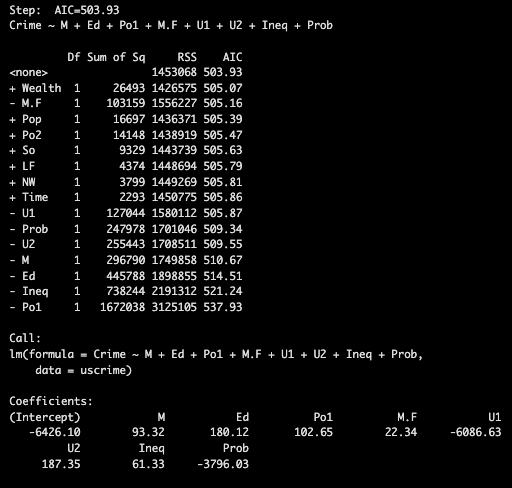 Step:  AIC=503.93
Crime ~ M + Ed + Po1 + M.F + U1 + U2 + Ineq + Prob
         Df Sum of Sq     RSS    AIC
<none>                1453068 503.93
+ Wealth  1     26493 1426575 505.07
- M.F     1    103159 1556227 505.16
+ Pop     1     16697 1436371 505.39
+ Po2     1     14148 1438919 505.47
+ So      1      9329 1443739 505.63
+ LF      1      4374 1448694 505.79
+ NW      1      3799 1449269 505.81
+ Time    1      2293 1450775 505.86
- U1      1    127044 1580112 505.87
- Prob    1    247978 1701046 509.34
- U2      1    255443 1708511 509.55
- M       1    296790 1749858 510.67
- Ed      1    445788 1898855 514.51
- Ineq    1    738244 2191312 521.24
- Po1     1   1672038 3125105 537.93
Call:
lm(formula = Crime ~ M + Ed + Po1 + M.F + U1 + U2 + Ineq + Prob,
    data = uscrime)
Coefficients:
(Intercept)            M           Ed          Po1          M.F           U1
   -6426.10        93.32       180.12       102.65        22.34     -6086.63
         U2         Ineq         Prob
     187.35        61.33     -3796.03